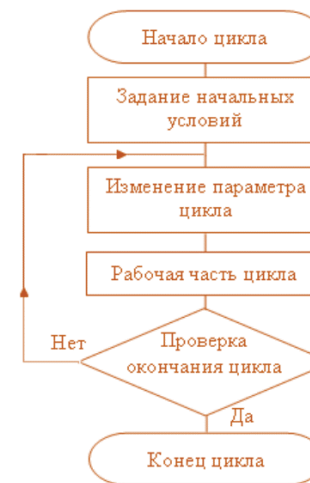 Начало цикла
Задание начальных
условий
Изменение параметра
цикла
Рабочая часть цикла
Нет
Проверка
окончания цикла
Да
Конец цикла